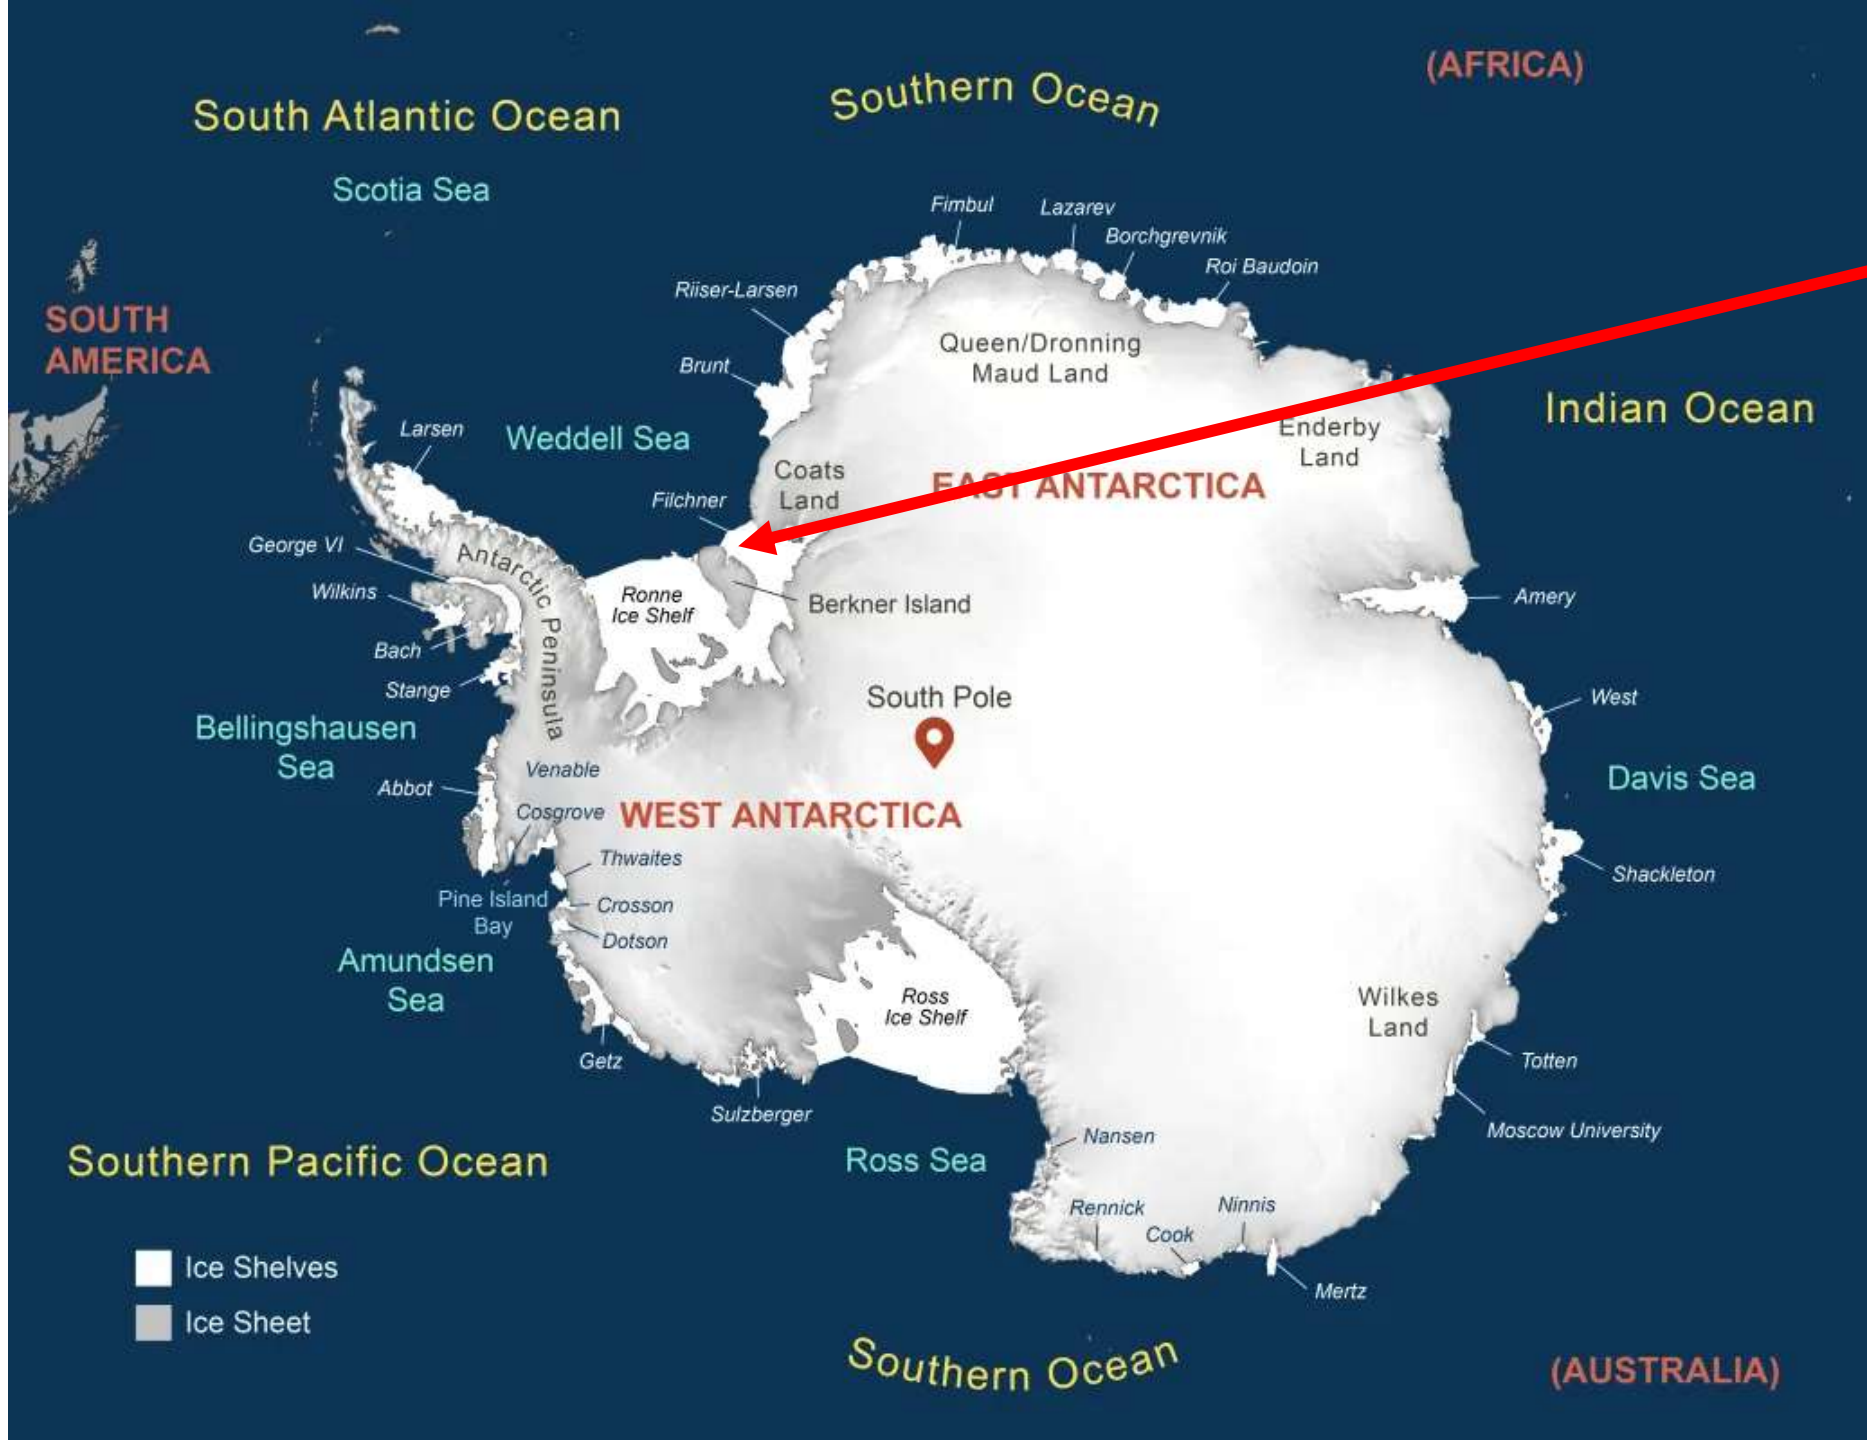 (AFRICA)
Southern Ocean
South Atlantic Ocean
Scotia Sea
Fimbul
Lazarev
Borchgrevnik
Roi Baudoin
Riiser-Larsen
SOUTH
AMERICA
Queen/Dronning
Maud Land
Brunt
Indian Ocean
Larsen
Weddell Sea
Enderby
Land
Coats
Land
EAST ANTARCTICA
Filchner
George VI
Antarctic Peninsula
Wilkins
Ronne
Ice Shelf
Berkner Island
Amery
Bach
Stange
South Pole
West
Bellingshausen
Sea
Venable
Davis Sea
Abbot
Cosgrove
WEST ANTARCTICA
Thwaites
Shackleton
Pine Island
Bay
Crosson
Dotson
Amundsen
Sea
Ross
Ice Shelf
Wilkes
Land
Getz
Totten
Sulzberger
Moscow University
Nansen
Southern Pacific Ocean
Ross Sea
Rennick
Ninnis
Cook
Ice Shelves
Mertz
Ice Sheet
Southern Ocean
(AUSTRALIA)